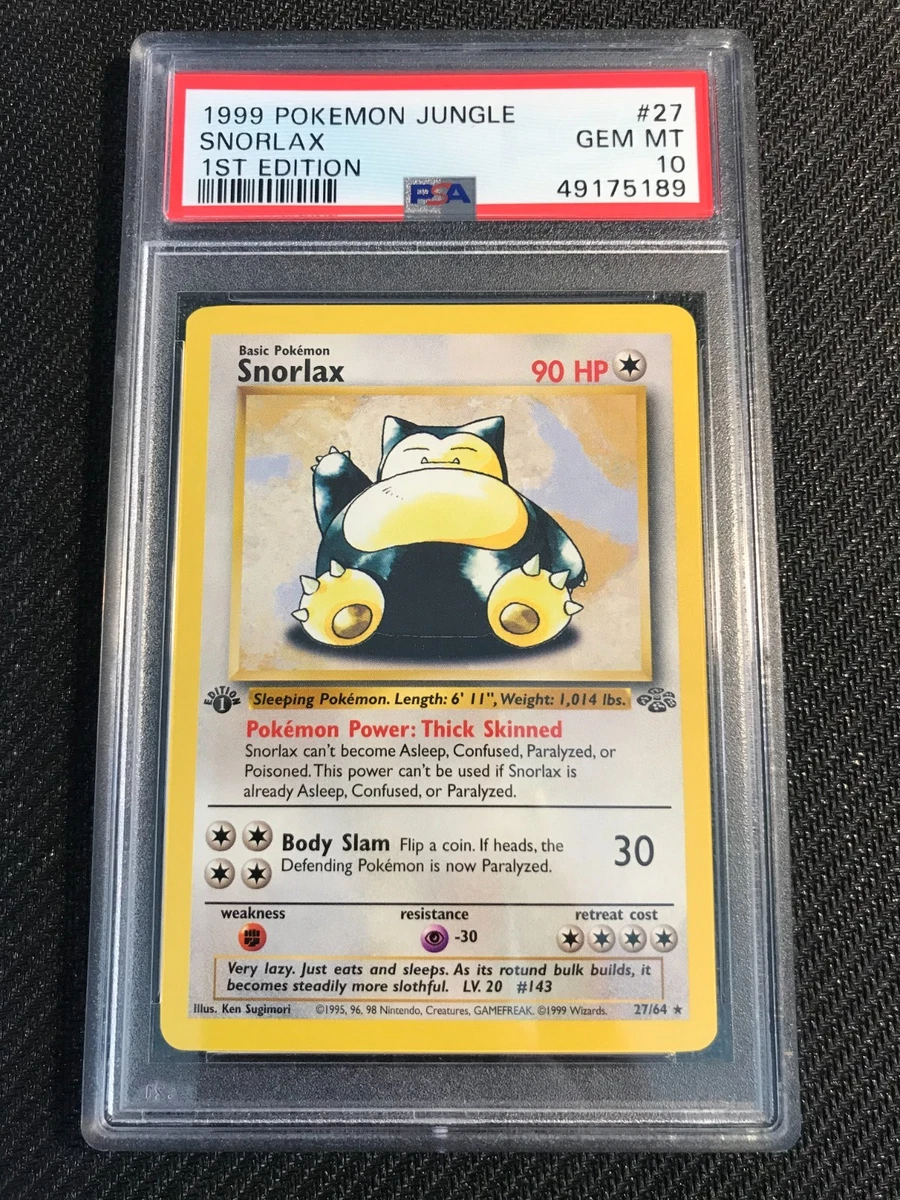 1999 POKEMON JUNGLE #27
SNORLAX GEM MT
1ST EDITION 10
PSA 49175189
Basic Pokémon
Snorlax 90 HP
EDITION
1
Sleeping Pokémon. Length: 6' 11", Weight: 1,014 lbs.
Pokémon Power: Thick Skinned
Snorlax can't become Asleep, Confused, Paralyzed, or
Poisoned. This power can't be used if Snorlax is
already Asleep, Confused, or Paralyzed.
Body Slam Flip a coin. If heads, the
Defending Pokémon is now Paralyzed.
30
weakness resistance retreat cost
-30
Very lazy. Just eats and sleeps. As its rotund bulk builds, it
becomes steadily more slothful. LV. 20 #143
Illus. Ken Sugimori ©1995, 96, 98 Nintendo, Creatures, GAMEFREAK. ©1999 Wizards. 27/64 ★